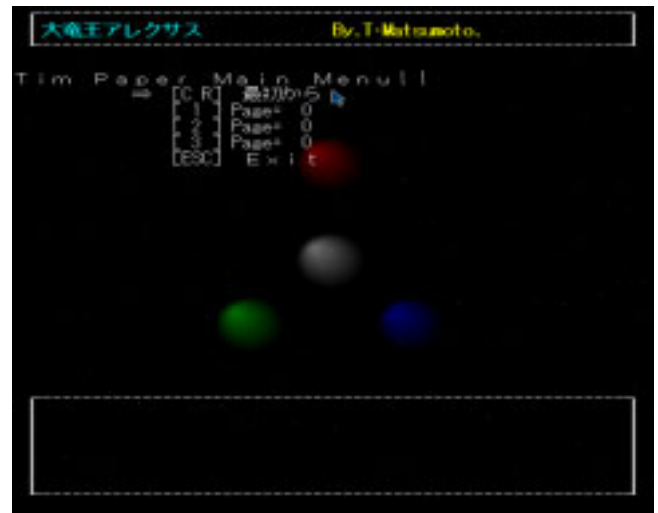 大竜王アレクサス By.T-Matsumoto.
Tim Paper Main Menu!!
⇒ [C R] 最初から
[ 1 ] Page= 0
[ 2 ] Page= 0
[ 3 ] Page= 0
[ESC] Exit